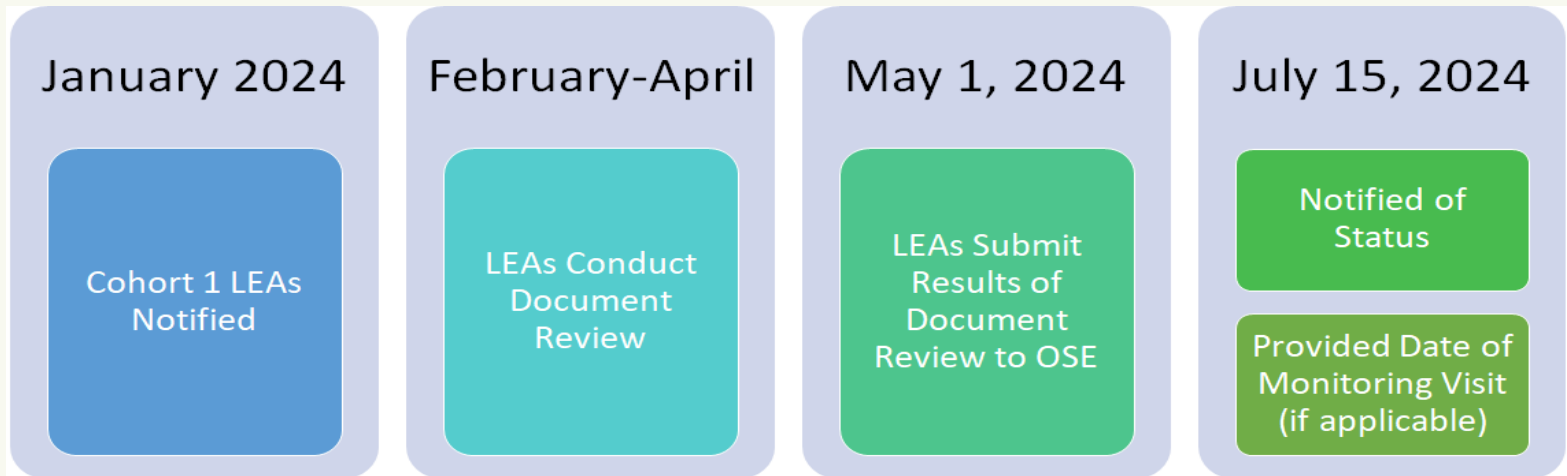 January 2024
Cohort 1 LEAs
Notified
February-April
LEAs Conduct
Document
Review
May 1, 2024
LEAs Submit
Results of
Document
Review to OSE
July 15, 2024
Notified of
Status
Provided Date of
Monitoring Visit
(if applicable)